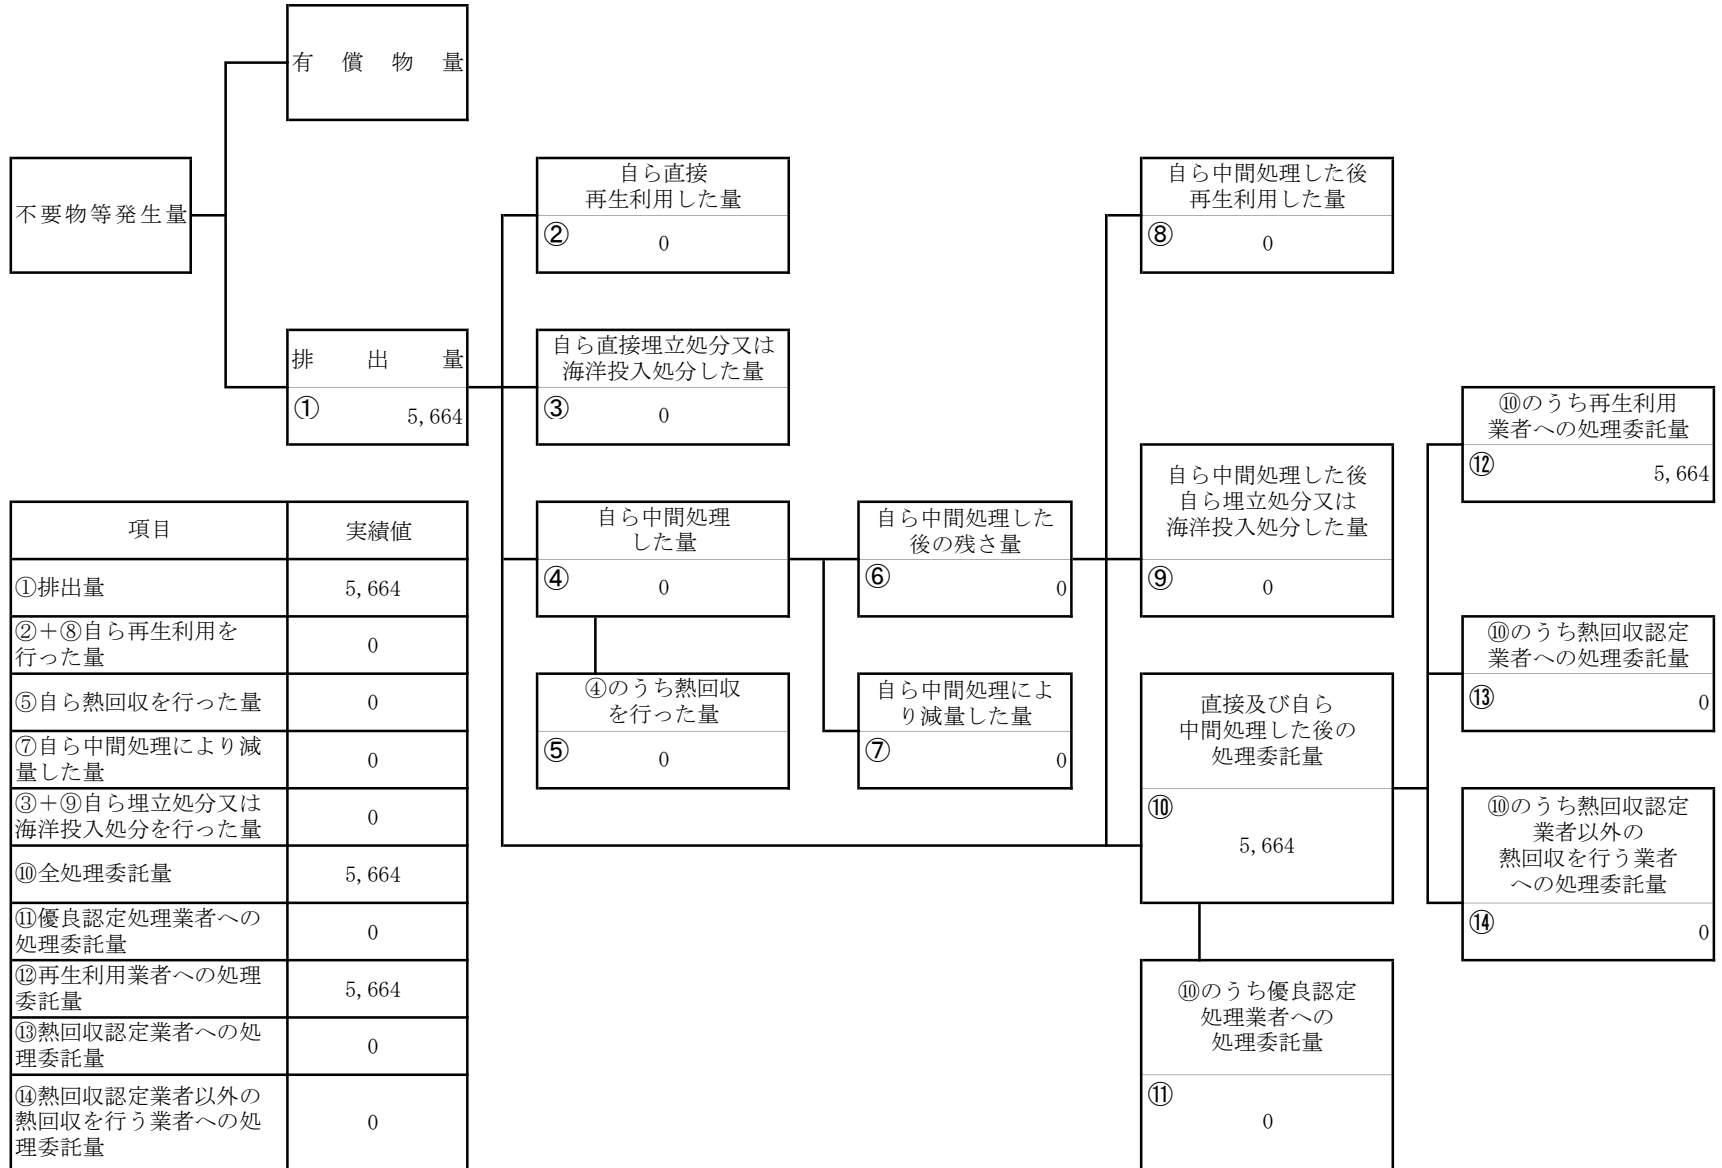 有償物量
不要物等発生量
排出量
①
5,664
自ら直接
再生利用した量
②
0
自ら直接埋立処分又は
海洋投入処分した量
③
0
自ら中間処理
した量
④
0
④のうち熱回収
を行った量
⑤
0
自ら中間処理した
後の残さ量
⑥
0
自ら中間処理によ
り減量した量
⑦
0
自ら中間処理した後
再生利用した量
⑧
0
自ら中間処理した後
自ら埋立処分又は
海洋投入処分した量
⑨
0
直接及び自ら
中間処理した後の
処理委託量
⑩
5,664
⑩のうち優良認定
処理業者への
処理委託量
⑪
0
⑩のうち再生利用
業者への処理委託量
⑫
5,664
⑩のうち熱回収認定
業者への処理委託量
⑬
0
⑩のうち熱回収認定
業者以外の
熱回収を行う業者
への処理委託量
⑭
0
項目 実績値
①排出量 5,664
②＋⑧自ら再生利用を
行った量 0
⑤自ら熱回収を行った量 0
⑦自ら中間処理により減
量した量 0
③＋⑨自ら埋立処分又は
海洋投入処分を行った量 0
⑩全処理委託量 5,664
⑪優良認定処理業者への
処理委託量 0
⑫再生利用業者への処理
委託量 5,664
⑬熱回収認定業者への処
理委託量 0
⑭熱回収認定業者以外の
熱回収を行う業者への処
理委託量 0